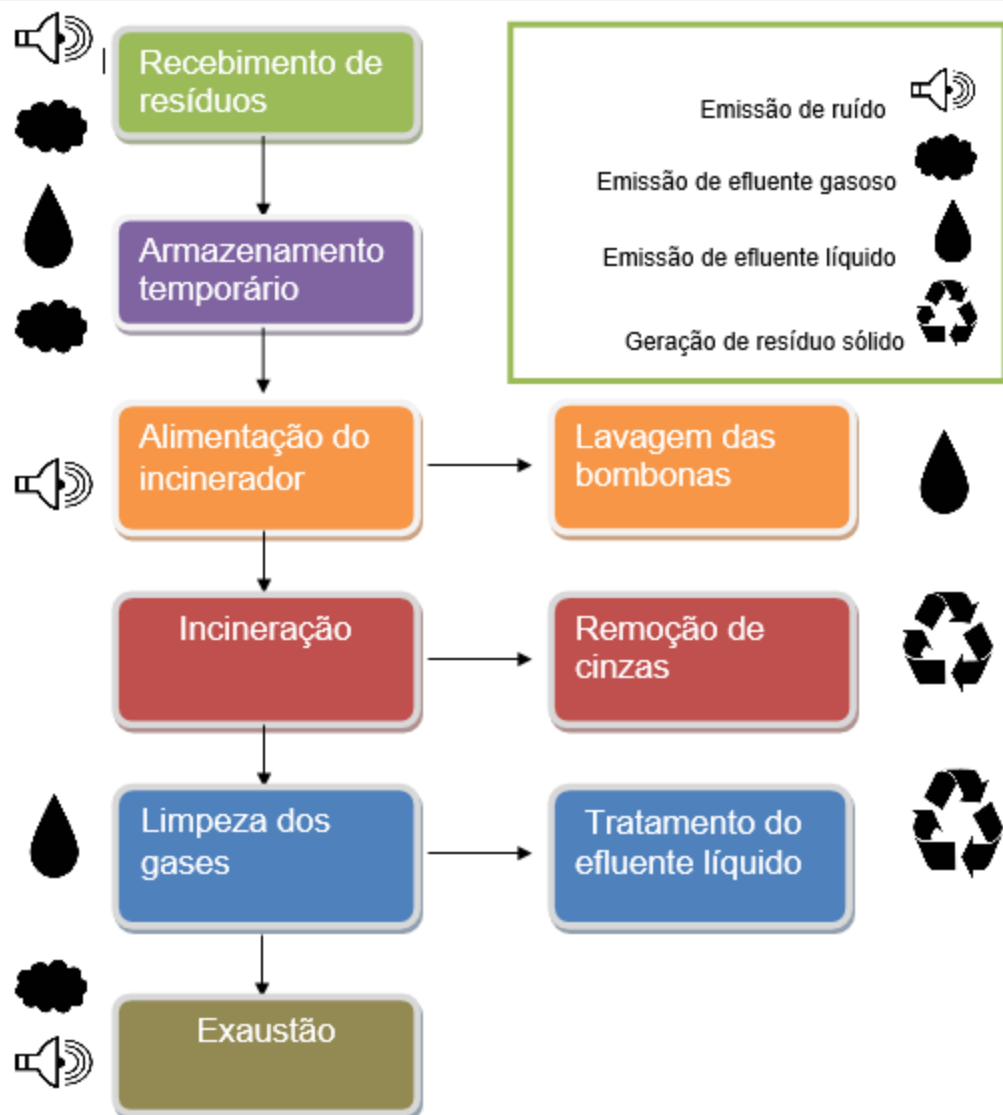 Recebimento de
resíduos
Emissão de ruído
Emissão de efluente gasoso
Emissão de efluente líquido
Geração de resíduo sólido
Armazenamento
temporário
Alimentação do
incinerador
Lavagem das
bombonas
Incineração
Remoção de
cinzas
Limpeza dos
gases
Tratamento do
efluente líquido
Exaustão